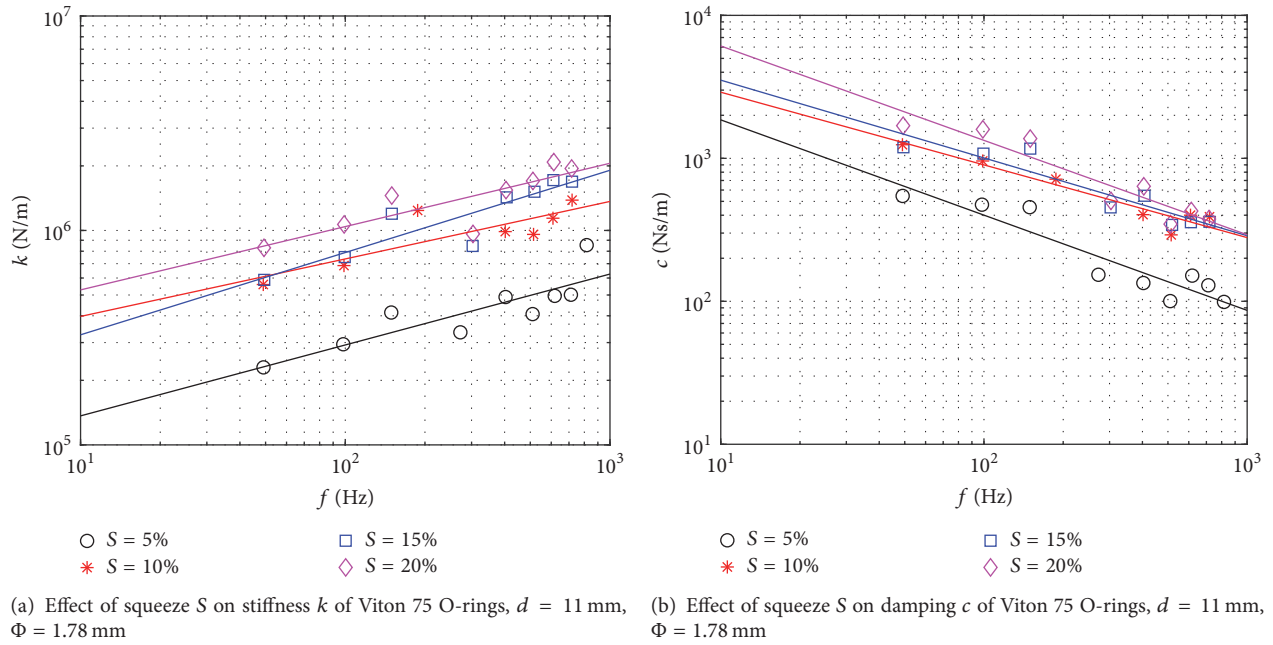 10^7
10^6
10^5
k (N/m)
10^1
10^2
10^3
f (Hz)
S = 5%
S = 10%
S = 15%
S = 20%
(a) Effect of squeeze S on stiffness k of Viton 75 O-rings, d = 11 mm,
Φ = 1.78 mm
10^4
10^3
10^2
10^1
c (Ns/m)
10^1
10^2
10^3
f (Hz)
S = 5%
S = 10%
S = 15%
S = 20%
(b) Effect of squeeze S on damping c of Viton 75 O-rings, d = 11 mm,
Φ = 1.78 mm